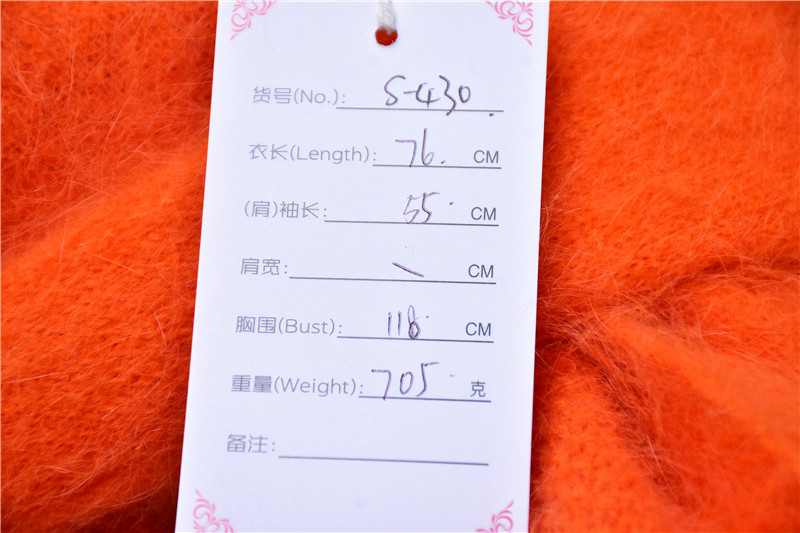 货号(No.): S-430.
衣长(Length): 76. CM
(肩)袖长: 55. CM
肩宽: \ CM
胸围(Bust): 118. CM
重量(Weight): 705 克
备注: